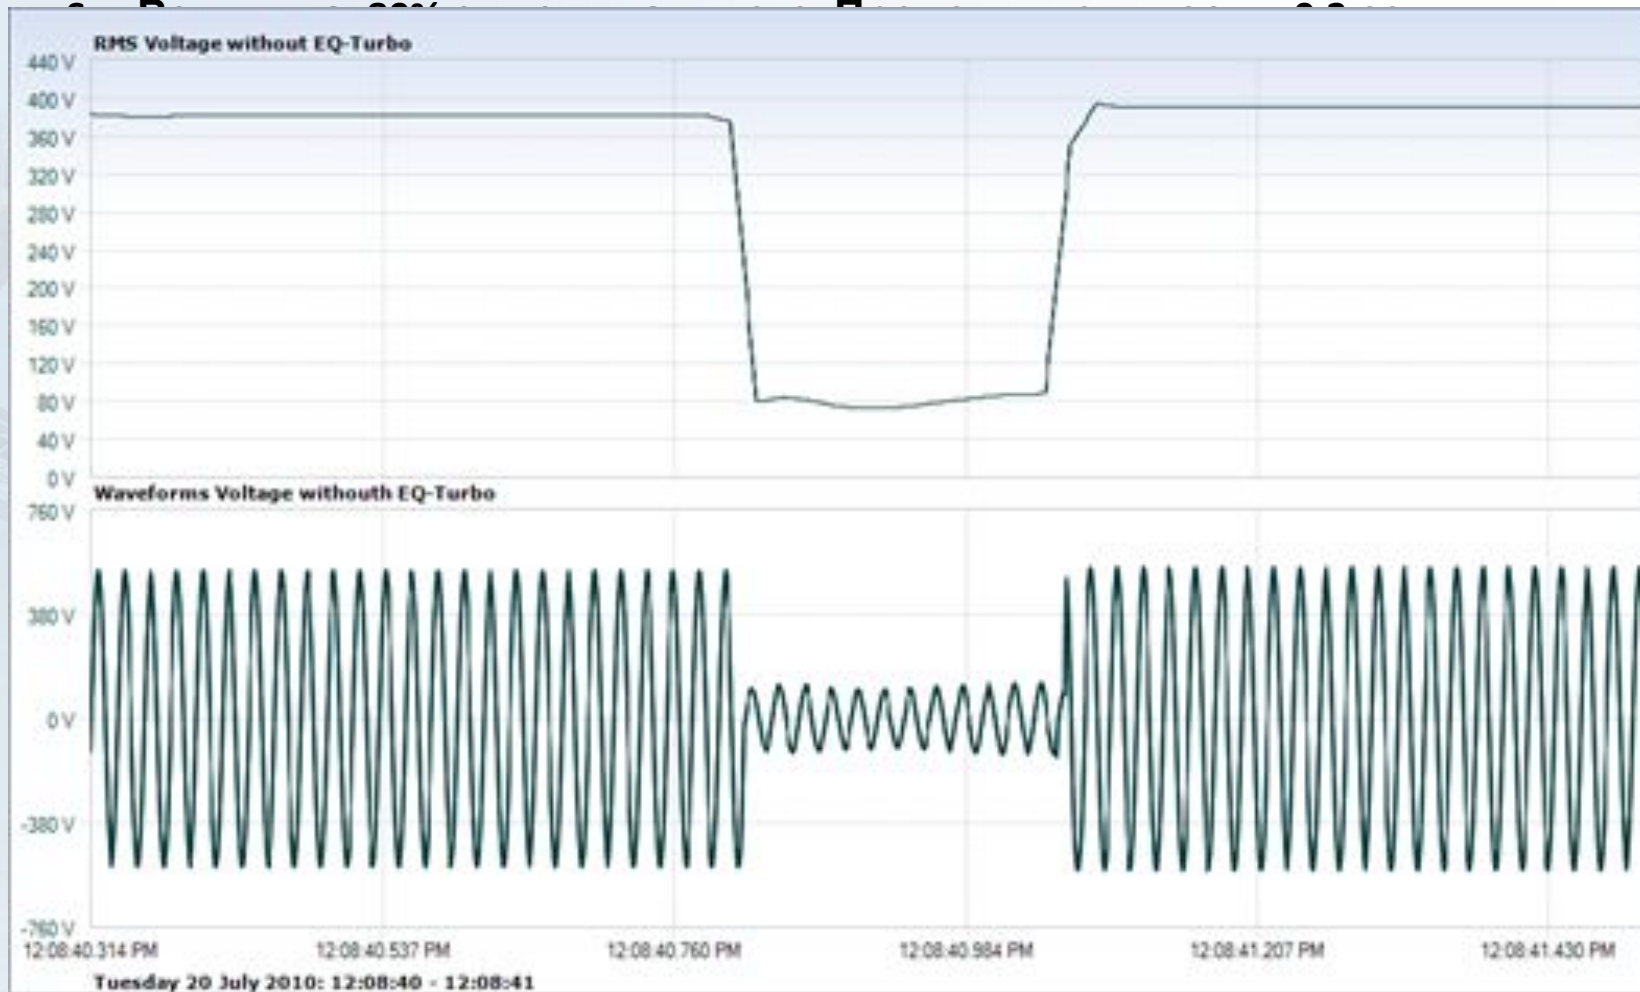 RMS Voltage without EQ-Turbo
440 V
400 V
360 V
320 V
280 V
240 V
200 V
160 V
120 V
80 V
40 V
0 V
Waveforms Voltage withouth EQ-Turbo
760 V
380 V
0 V
-380 V
-760 V
12:08:40.314 PM 12:08:40.537 PM 12:08:40.760 PM 12:08:40.984 PM 12:08:41.207 PM 12:08:41.430 PM
Tuesday 20 July 2010: 12:08:40 - 12:08:41